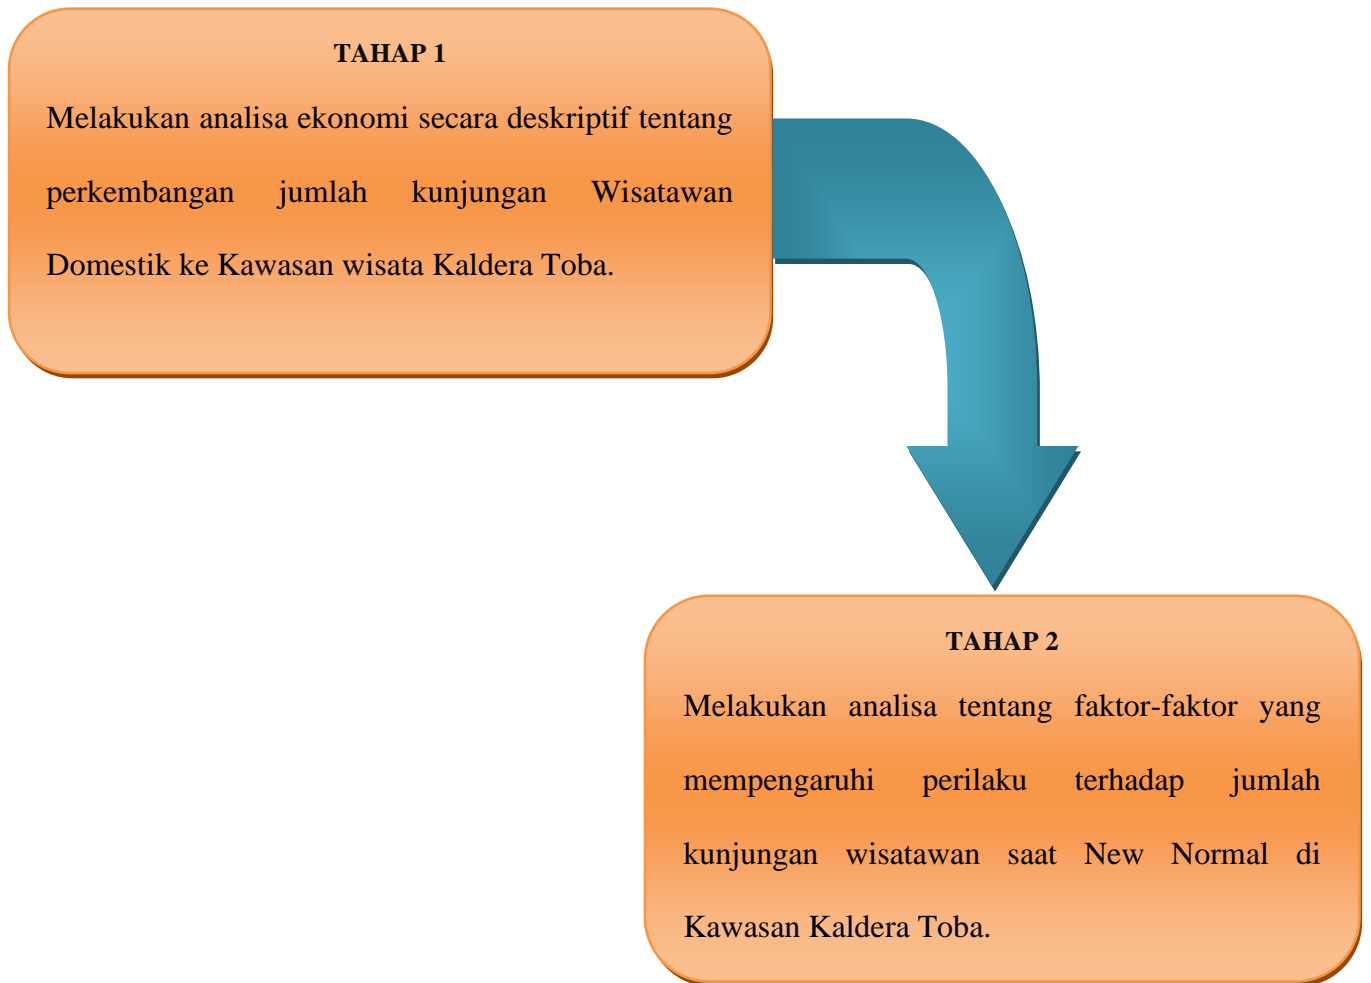 TAHAP 1
Melakukan analisa ekonomi secara deskriptif tentang
perkembangan jumlah kunjungan Wisatawan
Domestik ke Kawasan wisata Kaldera Toba.
TAHAP 2
Melakukan analisa tentang faktor-faktor yang
mempengaruhi perilaku terhadap jumlah
kunjungan wisatawan saat New Normal di
Kawasan Kaldera Toba.